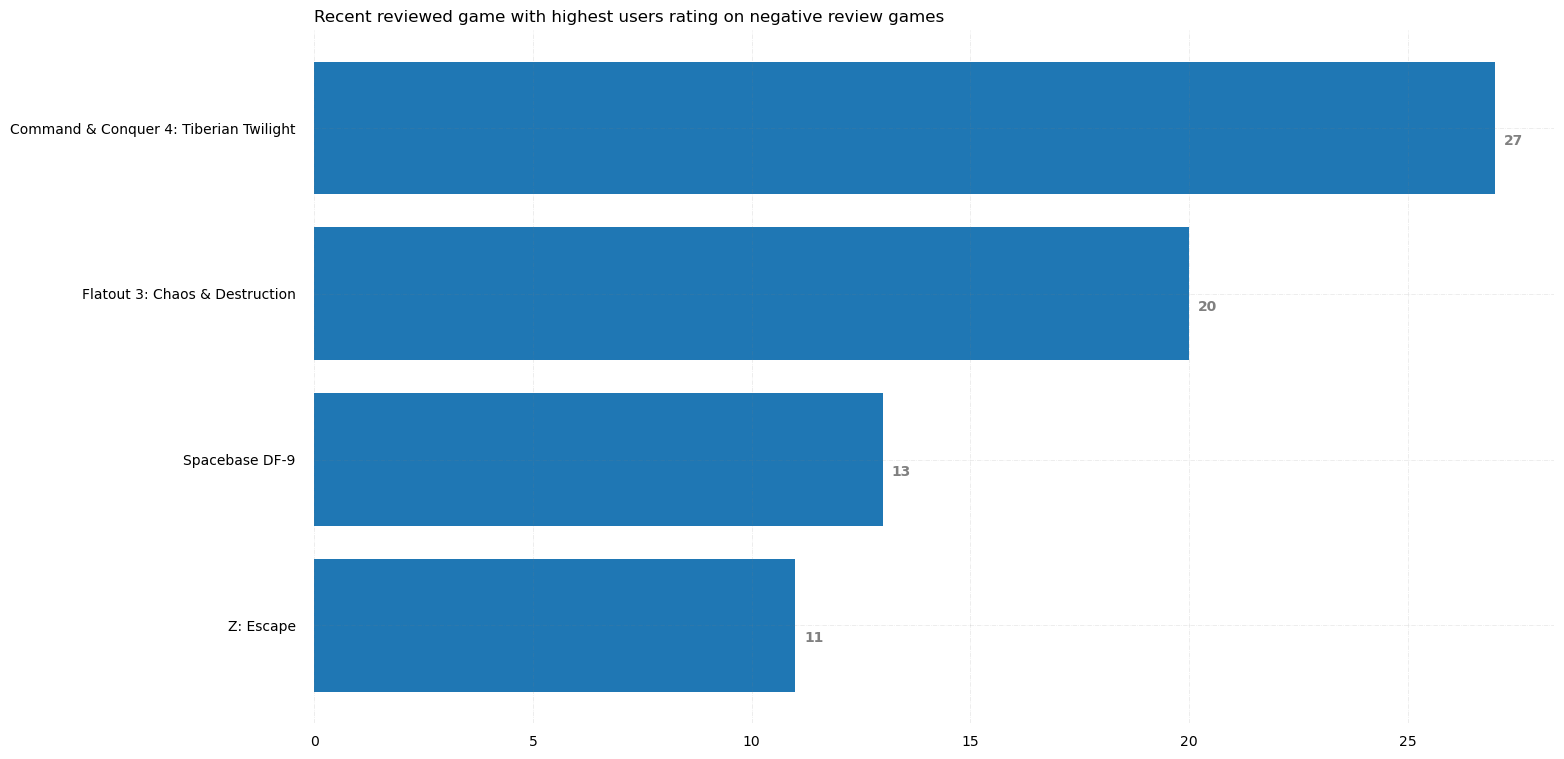 Recent reviewed game with highest users rating on negative review games
Command & Conquer 4: Tiberian Twilight
27
Flatout 3: Chaos & Destruction
20
Spacebase DF-9
13
Z: Escape
11
0 5 10 15 20 25